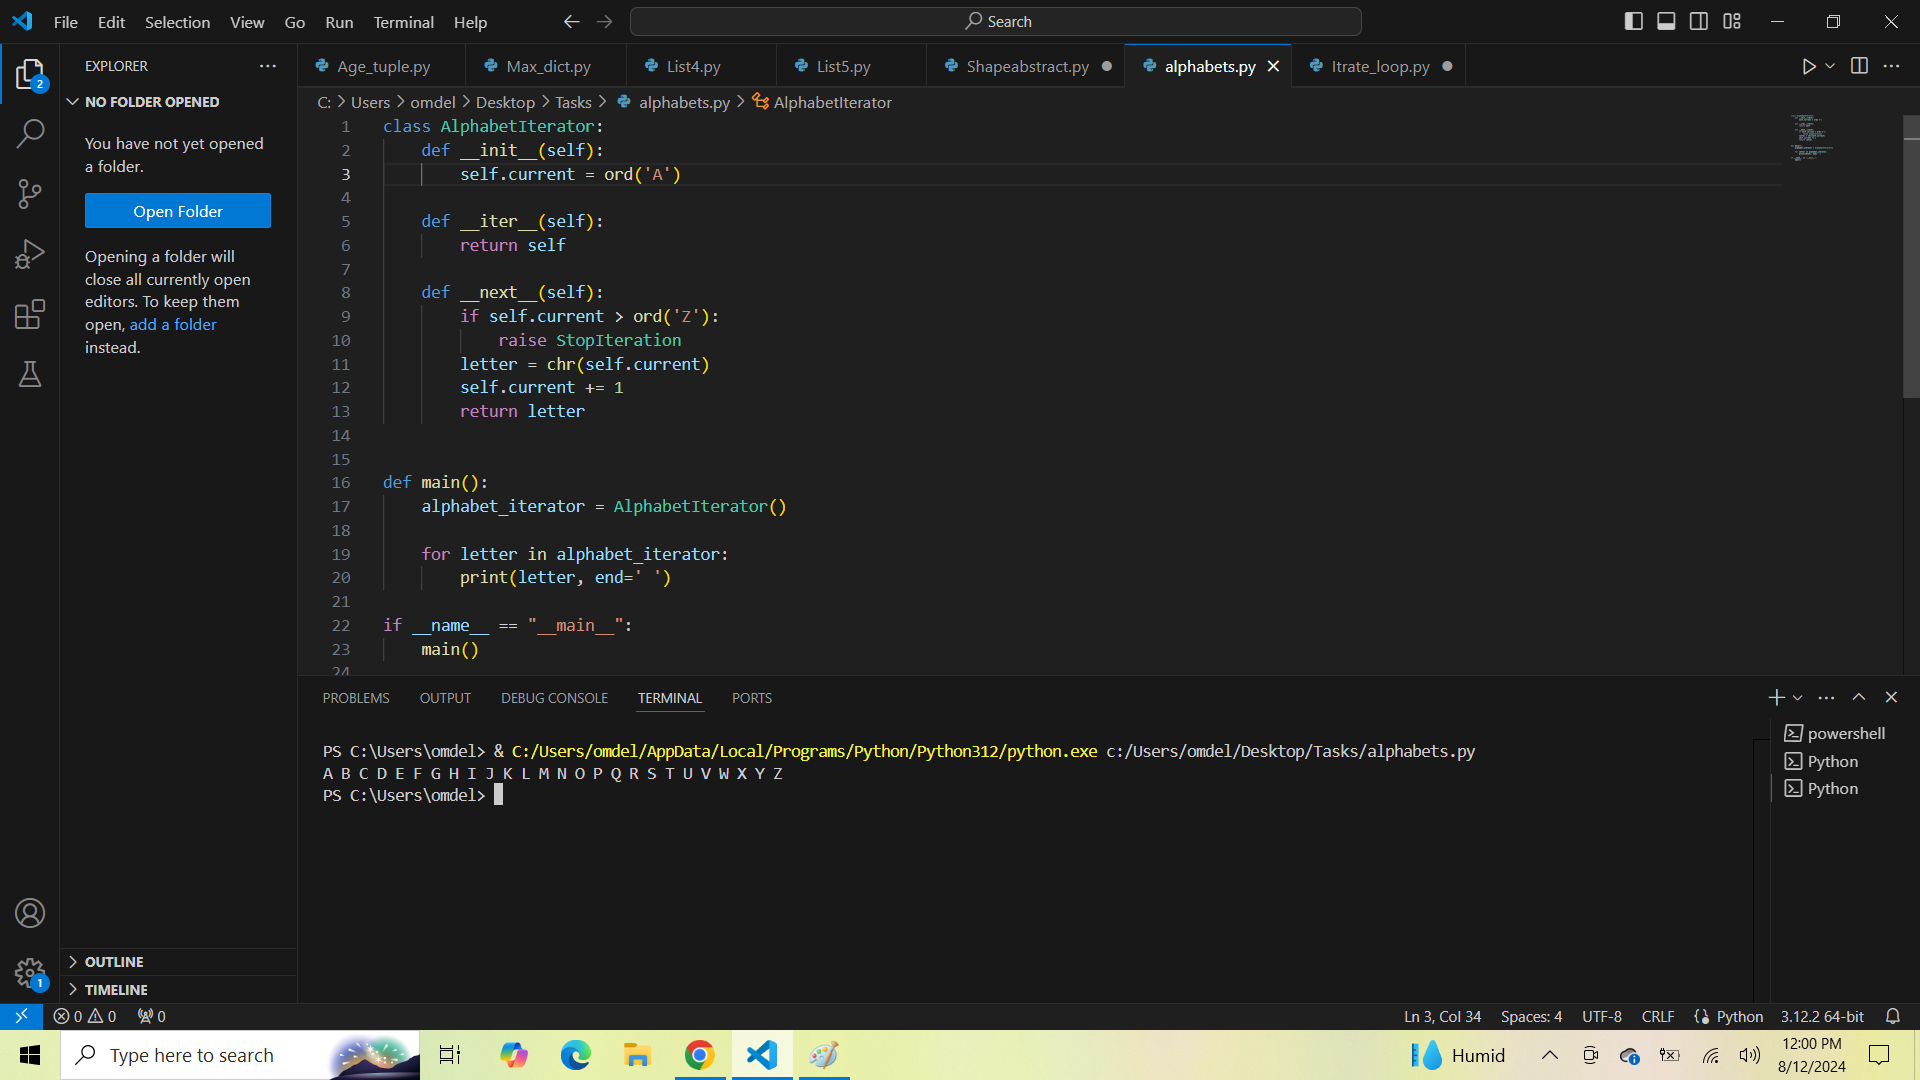 File Edit Selection View Go Run Terminal Help
Search
EXPLORER
2
NO FOLDER OPENED
You have not yet opened
a folder.
Open Folder
Opening a folder will
close all currently open
editors. To keep them
open, add a folder
instead.
OUTLINE
TIMELINE
1
Age_tuple.py Max_dict.py List4.py List5.py Shapeabstract.py alphabets.py Itrate_loop.py
C: > Users > omdel > Desktop > Tasks > alphabets.py > AlphabetIterator
1 class AlphabetIterator:
2     def __init__(self):
3         self.current = ord('A')
4
5     def __iter__(self):
6         return self
7
8     def __next__(self):
9         if self.current > ord('Z'):
10             raise StopIteration
11         letter = chr(self.current)
12         self.current += 1
13         return letter
14
15
16 def main():
17     alphabet_iterator = AlphabetIterator()
18
19     for letter in alphabet_iterator:
20         print(letter, end=' ')
21
22 if __name__ == "__main__":
23     main()
24
PROBLEMS OUTPUT DEBUG CONSOLE TERMINAL PORTS
PS C:\Users\omdel> & C:/Users/omdel/AppData/Local/Programs/Python/Python312/python.exe c:/Users/omdel/Desktop/Tasks/alphabets.py
A B C D E F G H I J K L M N O P Q R S T U V W X Y Z
PS C:\Users\omdel>
powershell
Python
Python
0 0 0
Ln 3, Col 34 Spaces: 4 UTF-8 CRLF Python 3.12.2 64-bit
Type here to search
Humid
12:00 PM
8/12/2024